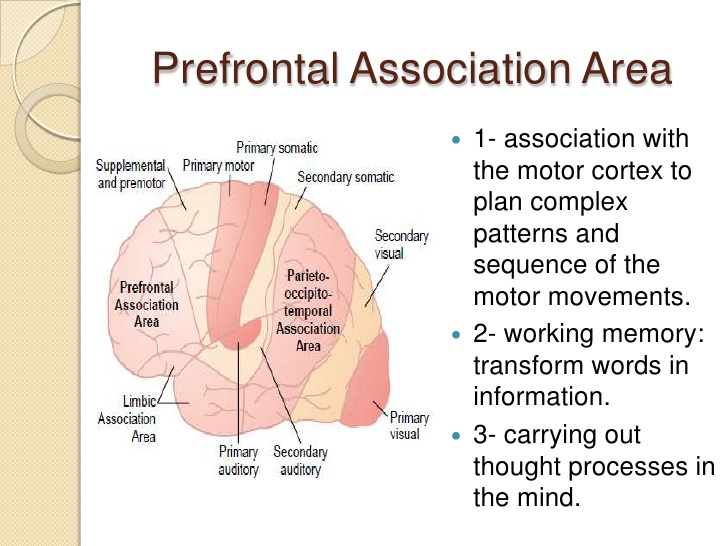 Prefrontal Association Area
Primary somatic
Supplemental
and premotor
Primary motor
Secondary somatic
Secondary
visual
Prefrontal
Association
Area
Parieto-
occipito-
temporal
Association
Area
Limbic
Association
Area
Primary
auditory
Secondary
auditory
Primary
visual
1- association with
the motor cortex to
plan complex
patterns and
sequence of the
motor movements.
2- working memory:
transform words in
information.
3- carrying out
thought processes in
the mind.